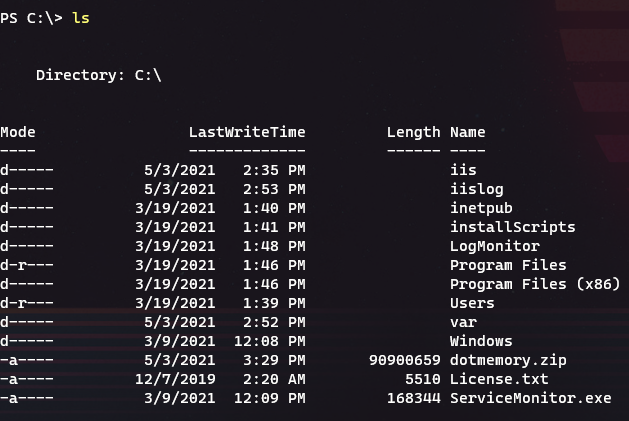 PS C:\> ls
Directory: C:\
Mode                 LastWriteTime         Length Name
----                 -------------         ------ ----
d-----          5/3/2021   2:35 PM                iis
d-----          5/3/2021   2:53 PM                iislog
d-----         3/19/2021   1:40 PM                inetpub
d-----         3/19/2021   1:41 PM                installScripts
d-----         3/19/2021   1:48 PM                LogMonitor
d-r---         3/19/2021   1:46 PM                Program Files
d-----         3/19/2021   1:46 PM                Program Files (x86)
d-r---         3/19/2021   1:39 PM                Users
d-----          5/3/2021   2:52 PM                var
d-----          3/9/2021  12:08 PM                Windows
-a----          5/3/2021   3:29 PM       90900659 dotmemory.zip
-a----         12/7/2019   2:20 AM           5510 License.txt
-a----          3/9/2021  12:09 PM         168344 ServiceMonitor.exe